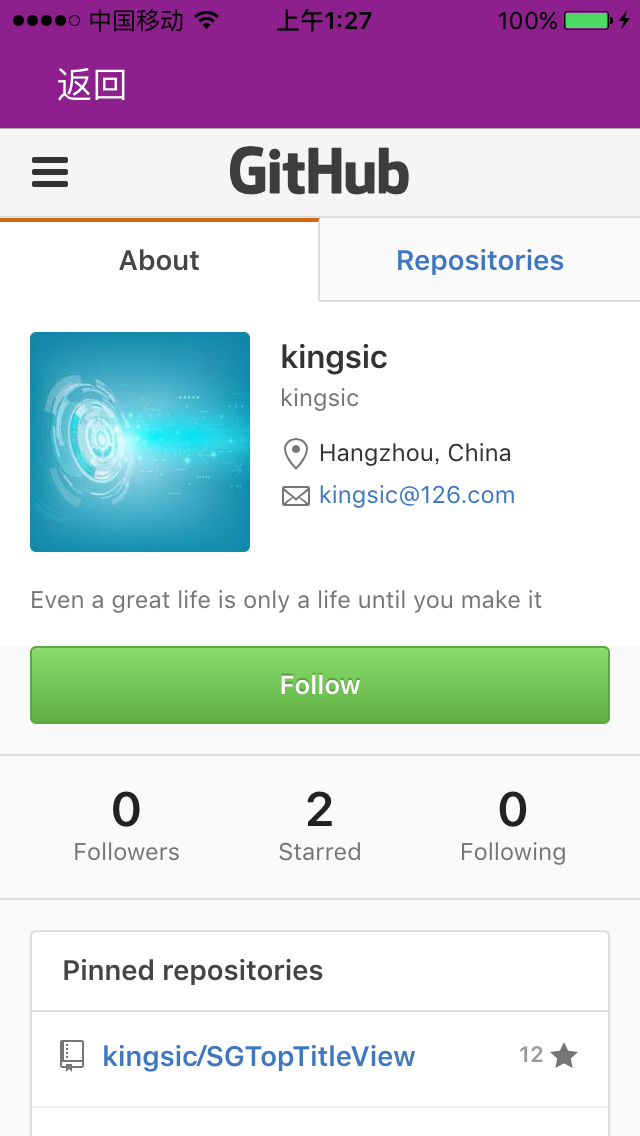 中国移动 上午1:27 100%
返回
GitHub
About Repositories
kingsic
kingsic
Hangzhou, China
kingsic@126.com
Even a great life is only a life until you make it
Follow
0 2 0
Followers Starred Following
Pinned repositories
kingsic/SGTopTitleView 12